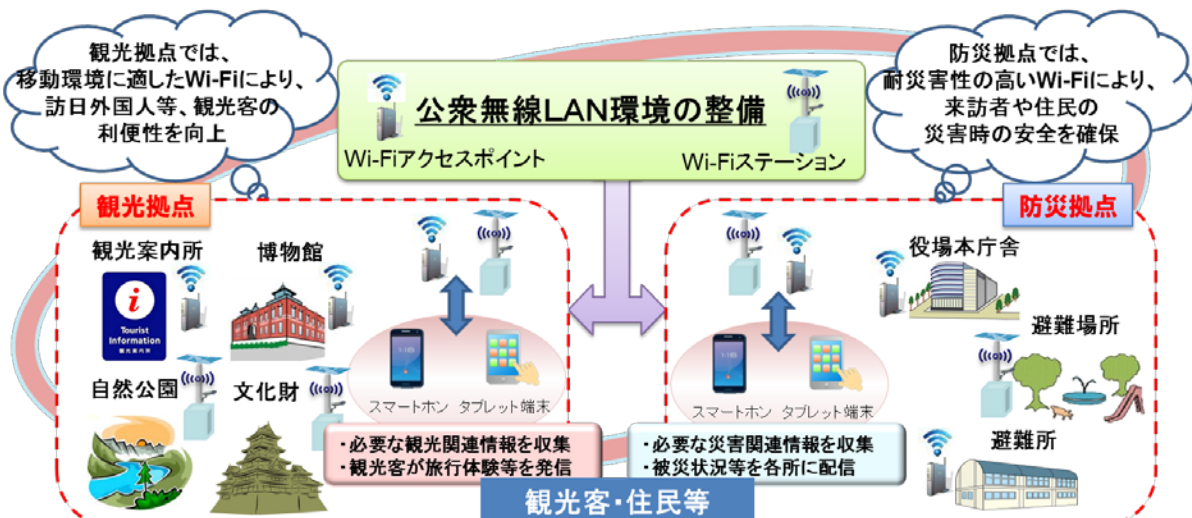 観光拠点では、
移動環境に適したWi-Fiにより、
訪日外国人等、観光客の
利便性を向上
公衆無線LAN環境の整備
Wi-Fiアクセスポイント
Wi-Fiステーション
防災拠点では、
耐災害性の高いWi-Fiにより、
来訪者や住民の
災害時の安全を確保
観光拠点
観光案内所
博物館
i
Tourist
Information
観光案内所
自然公園
文化財
スマートホン
タブレット端末
・必要な観光関連情報を収集
・観光客が旅行体験等を発信
防災拠点
役場本庁舎
避難場所
避難所
スマートホン
タブレット端末
・必要な災害関連情報を収集
・被災状況等を各所に配信
観光客・住民等